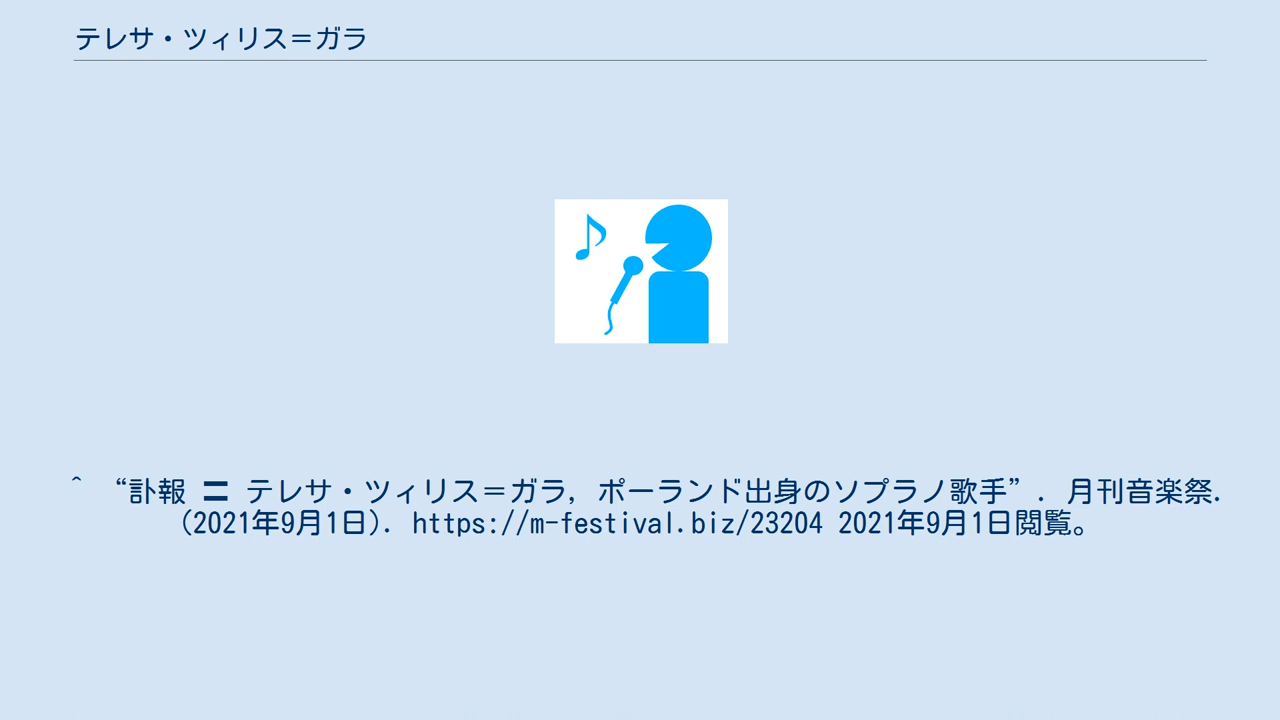 テレサ・ツィリス＝ガラ
^ “訃報 〓 テレサ・ツィリス＝ガラ, ポーランド出身のソプラノ歌手”. 月刊音楽祭.
(2021年9月1日). https://m-festival.biz/23204 2021年9月1日閲覧。